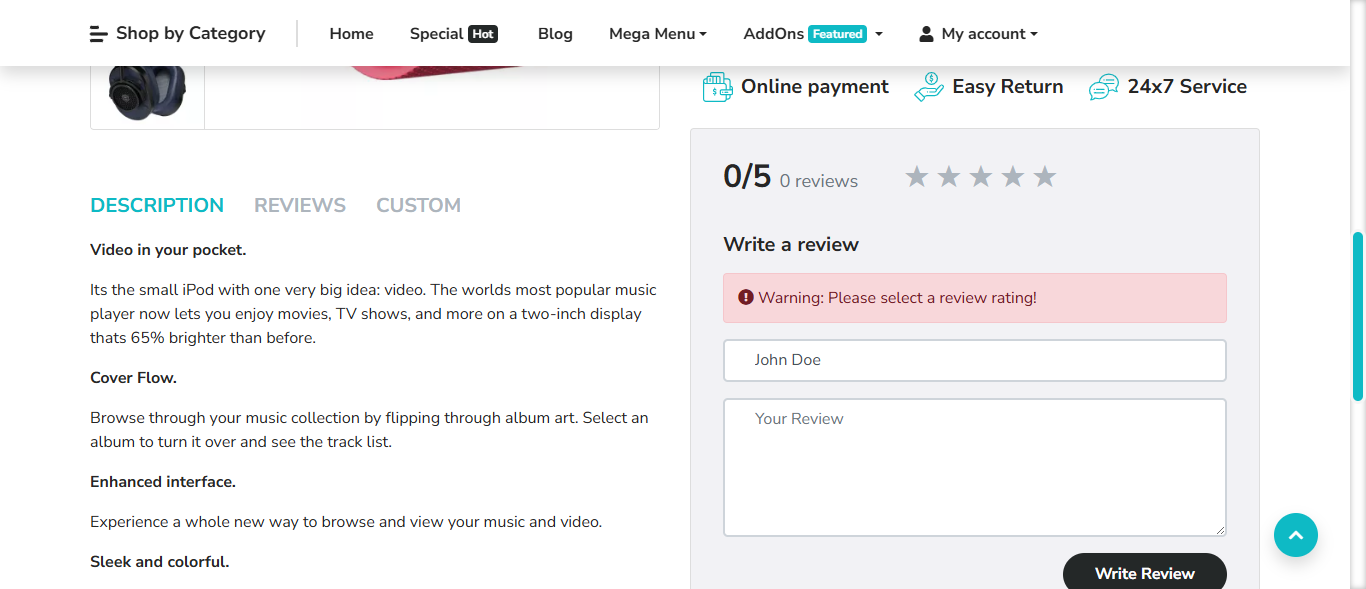 Shop by Category
Home
Special Hot
Blog
Mega Menu
AddOns Featured
My account
Online payment
Easy Return
24x7 Service
0/5 0 reviews
Write a review
Warning: Please select a review rating!
John Doe
Your Review
Write Review
DESCRIPTION
REVIEWS
CUSTOM
Video in your pocket.
Its the small iPod with one very big idea: video. The worlds most popular music
player now lets you enjoy movies, TV shows, and more on a two-inch display
thats 65% brighter than before.
Cover Flow.
Browse through your music collection by flipping through album art. Select an
album to turn it over and see the track list.
Enhanced interface.
Experience a whole new way to browse and view your music and video.
Sleek and colorful.